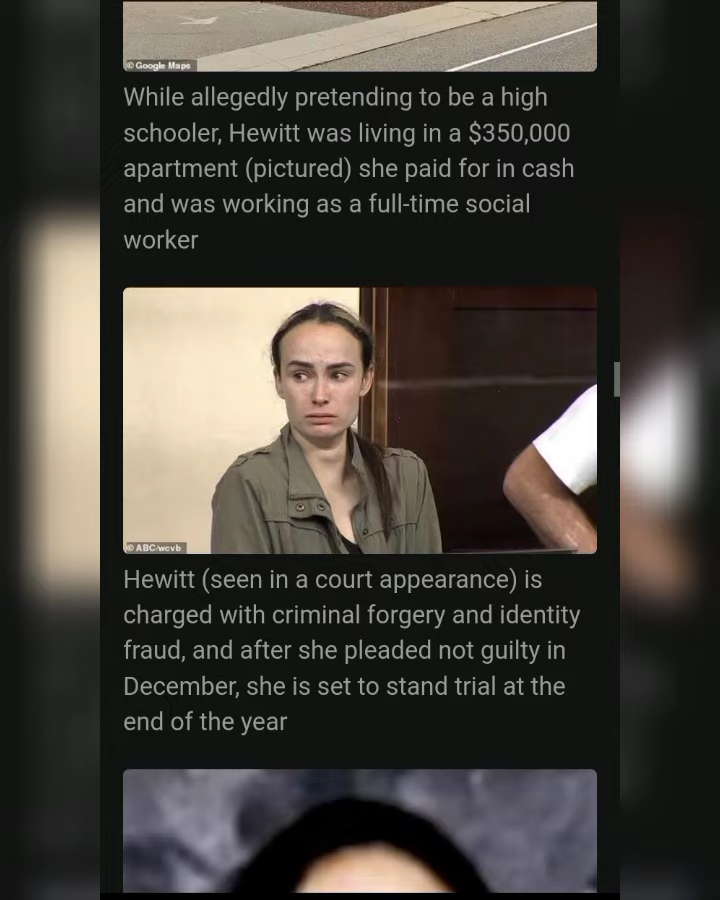 © Google Maps
While allegedly pretending to be a high
schooler, Hewitt was living in a $350,000
apartment (pictured) she paid for in cash
and was working as a full-time social
worker
© ABC/wcvb
Hewitt (seen in a court appearance) is
charged with criminal forgery and identity
fraud, and after she pleaded not guilty in
December, she is set to stand trial at the
end of the year